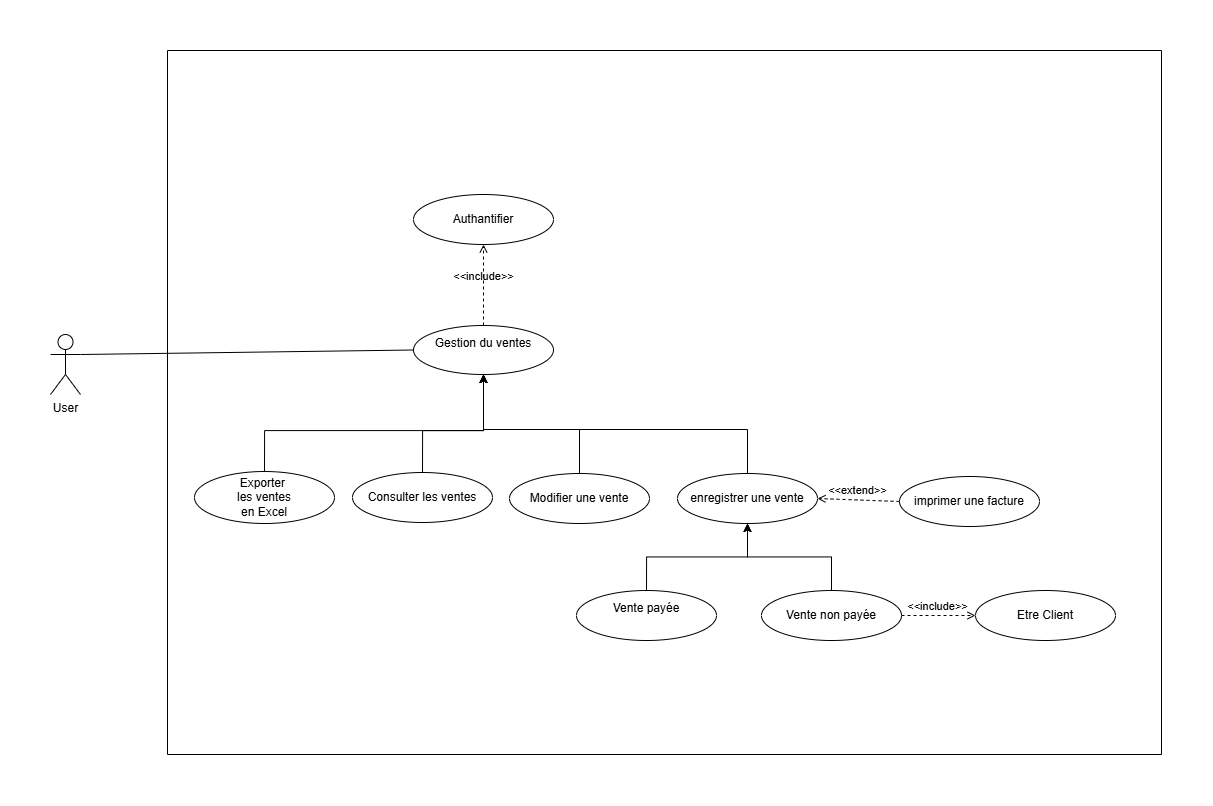 Authantifier
<<include>>
Gestion du ventes
User
Exporter
les ventes
en Excel
Consulter les ventes
Modifier une vente
enregistrer une vente
<<extend>>
imprimer une facture
Vente payée
Vente non payée
<<include>>
Etre Client